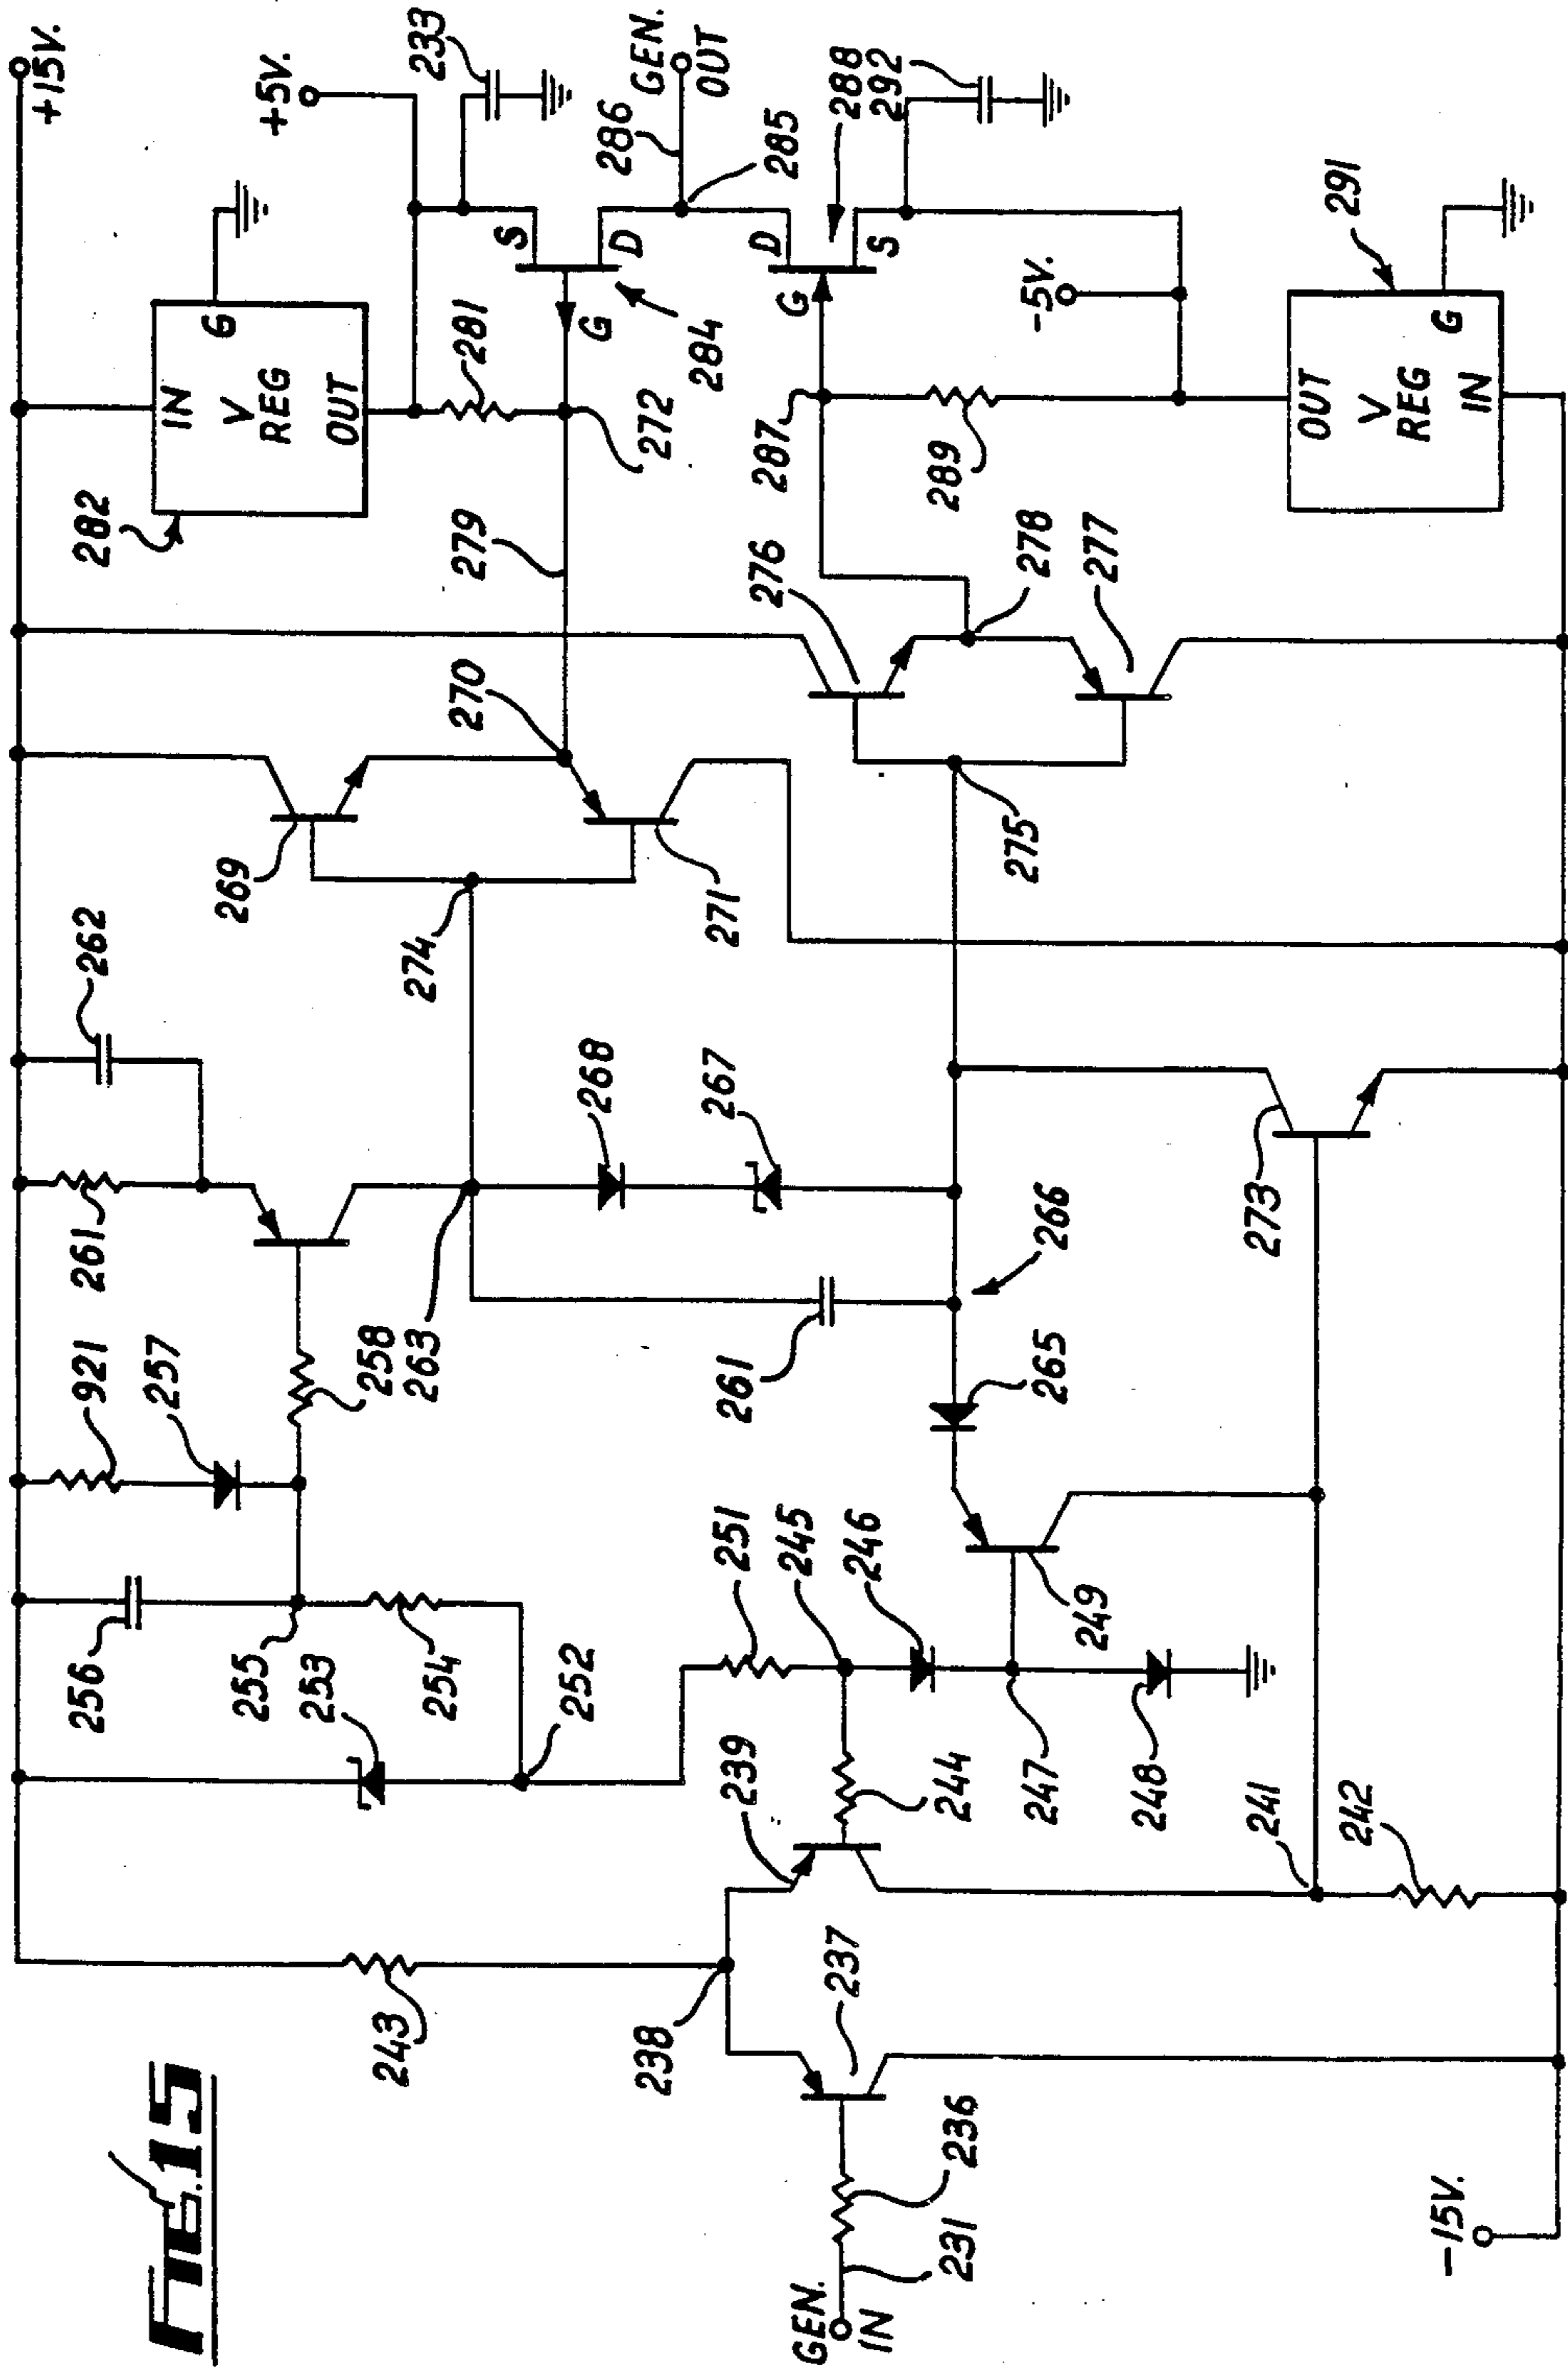 Fig. 15
+15V.
+5V.
233
GEN.
OUT
286
285
288
292
291
-5V.
IN
V
REG
OUT
G
282
281
S
D
G
284
272
279
287
G
D
S
289
OUT
V
REG
IN
G
276
278
277
270
269
271
274
275
262
268
267
273
266
261
258
263
261
265
921
257
251
245
246
249
256
255
253
254
252
239
244
247
248
241
242
243
238
237
236
231
GEN.
IN
-15V.